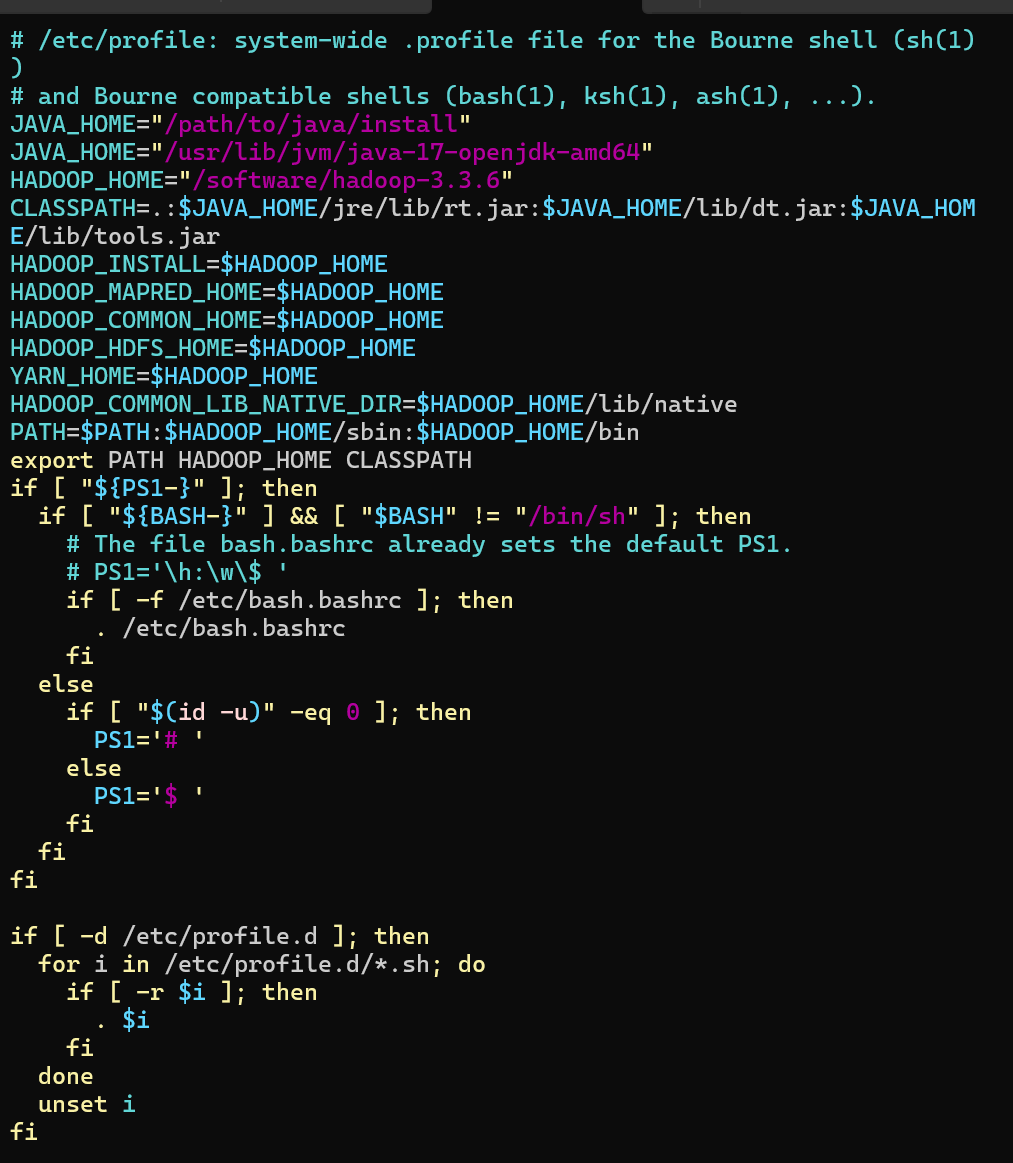 # /etc/profile: system-wide .profile file for the Bourne shell (sh(1)
)
# and Bourne compatible shells (bash(1), ksh(1), ash(1), ...).
JAVA_HOME="/path/to/java/install"
JAVA_HOME="/usr/lib/jvm/java-17-openjdk-amd64"
HADOOP_HOME="/software/hadoop-3.3.6"
CLASSPATH=.:$JAVA_HOME/jre/lib/rt.jar:$JAVA_HOME/lib/dt.jar:$JAVA_HOM
E/lib/tools.jar
HADOOP_INSTALL=$HADOOP_HOME
HADOOP_MAPRED_HOME=$HADOOP_HOME
HADOOP_COMMON_HOME=$HADOOP_HOME
HADOOP_HDFS_HOME=$HADOOP_HOME
YARN_HOME=$HADOOP_HOME
HADOOP_COMMON_LIB_NATIVE_DIR=$HADOOP_HOME/lib/native
PATH=$PATH:$HADOOP_HOME/sbin:$HADOOP_HOME/bin
export PATH HADOOP_HOME CLASSPATH
if [ "${PS1-}" ]; then
  if [ "${BASH-}" ] && [ "$BASH" != "/bin/sh" ]; then
    # The file bash.bashrc already sets the default PS1.
    # PS1='\h:\w\$ '
    if [ -f /etc/bash.bashrc ]; then
      . /etc/bash.bashrc
    fi
  else
    if [ "$(id -u)" -eq 0 ]; then
      PS1='# '
    else
      PS1='$ '
    fi
  fi
fi

if [ -d /etc/profile.d ]; then
  for i in /etc/profile.d/*.sh; do
    if [ -r $i ]; then
      . $i
    fi
  done
  unset i
fi